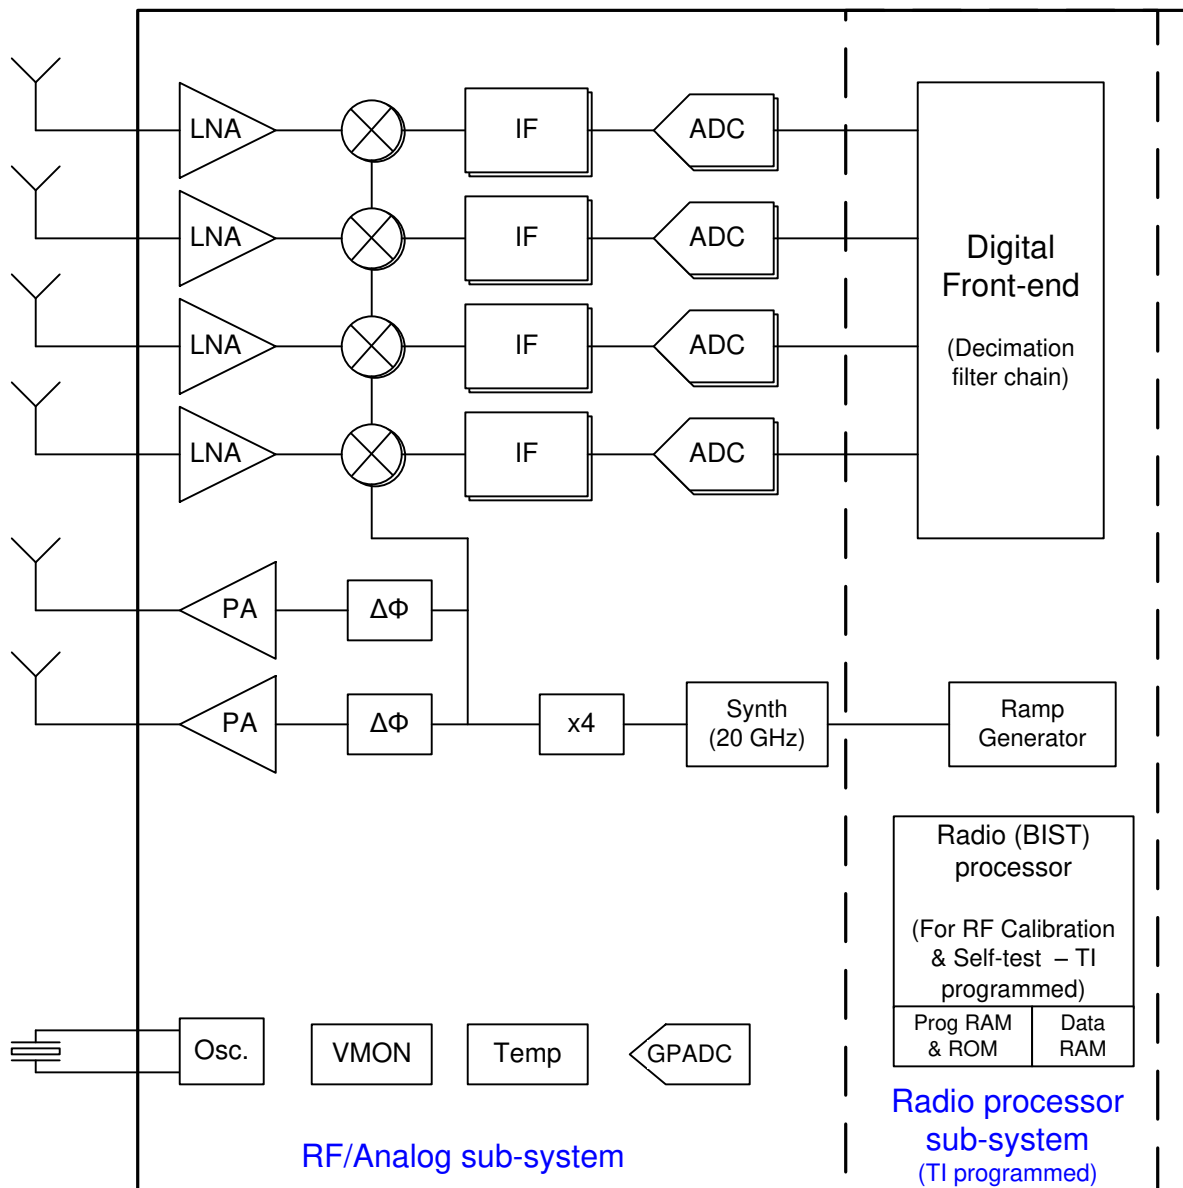 LNA
IF
ADC
LNA
IF
ADC
LNA
IF
ADC
LNA
IF
ADC
Digital
Front-end
(Decimation
filter chain)
PA
ΔΦ
PA
ΔΦ
x4
Synth
(20 GHz)
Ramp
Generator
Radio (BIST)
processor
(For RF Calibration
& Self-test – TI
programmed)
Prog RAM
& ROM
Data
RAM
Osc.
VMON
Temp
GPADC
RF/Analog sub-system
Radio processor
sub-system
(TI programmed)